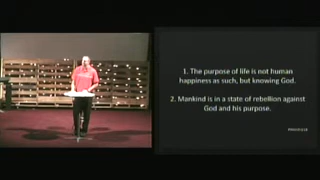 1. The purpose of life is not human
happiness as such, but knowing God.
2. Mankind is in a state of rebellion against
God and his purpose.